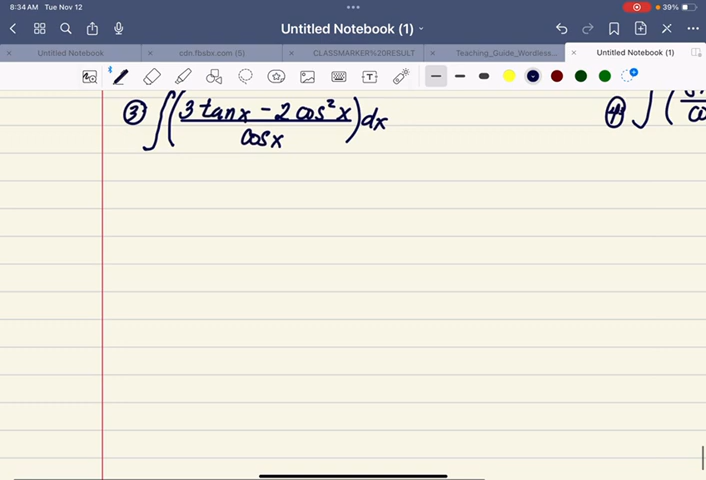 8:34 AM Tue Nov 12
39%
Untitled Notebook (1)
Untitled Notebook
cdn.fbsbx.com (5)
CLASSMARKER%20RESULT
Teaching_Guide_Wordless...
Untitled Notebook (1)
③ ∫ ( (3 tan x − 2 cos² x) / cos x ) dx
④ ∫ (